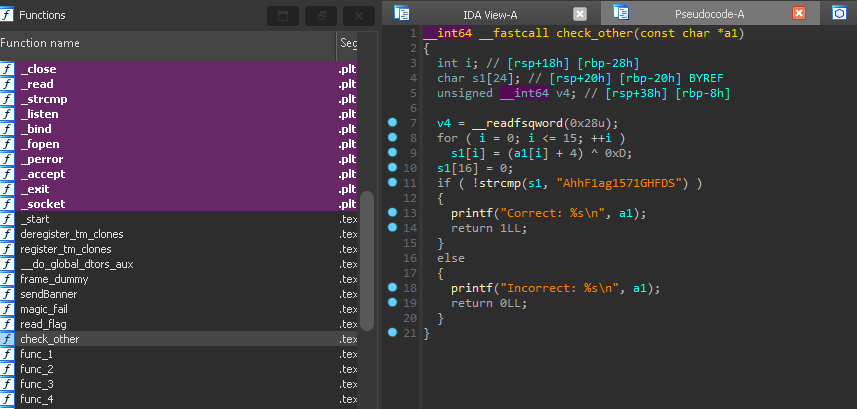 Functions
Function name
Seg
_close
.plt
_read
.plt
_strcmp
.plt
_listen
.plt
_bind
.plt
_fopen
.plt
_perror
.plt
_accept
.plt
_exit
.plt
_socket
.plt
_start
.tex
deregister_tm_clones
.tex
register_tm_clones
.tex
__do_global_dtors_aux
.tex
frame_dummy
.tex
sendBanner
.tex
magic_fail
.tex
read_flag
.tex
check_other
.tex
func_1
.tex
func_2
.tex
func_3
.tex
func_4
.tex
IDA View-A
Pseudocode-A
1 __int64 __fastcall check_other(const char *a1)
2 {
3 int i; // [rsp+18h] [rbp-28h]
4 char s1[24]; // [rsp+20h] [rbp-20h] BYREF
5 unsigned __int64 v4; // [rsp+38h] [rbp-8h]
6
7 v4 = __readfsqword(0x28u);
8 for ( i = 0; i <= 15; ++i )
9 s1[i] = (a1[i] + 4) ^ 0xD;
10 s1[16] = 0;
11 if ( !strcmp(s1, "AhhF1ag1571GHFDS") )
12 {
13 printf("Correct: %s\n", a1);
14 return 1LL;
15 }
16 else
17 {
18 printf("Incorrect: %s\n", a1);
19 return 0LL;
20 }
21 }